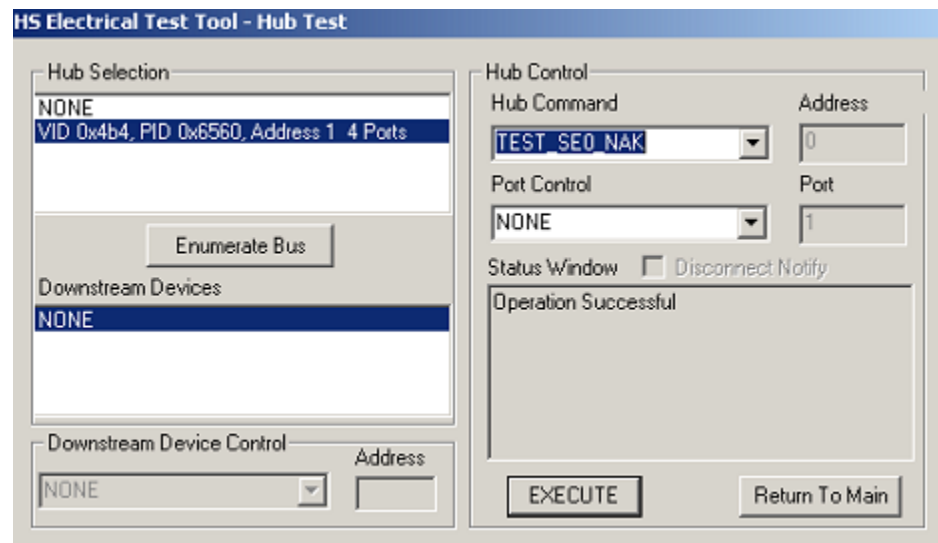 HS Electrical Test Tool - Hub Test
Hub Selection
NONE
VID 0x4b4, PID 0x6560, Address 1 4 Ports
Enumerate Bus
Downstream Devices
NONE
Downstream Device Control
Address
NONE
Hub Control
Hub Command
Address
TEST_SE0_NAK
0
Port Control
Port
NONE
1
Status Window
Disconnect Notify
Operation Successful
EXECUTE
Return To Main